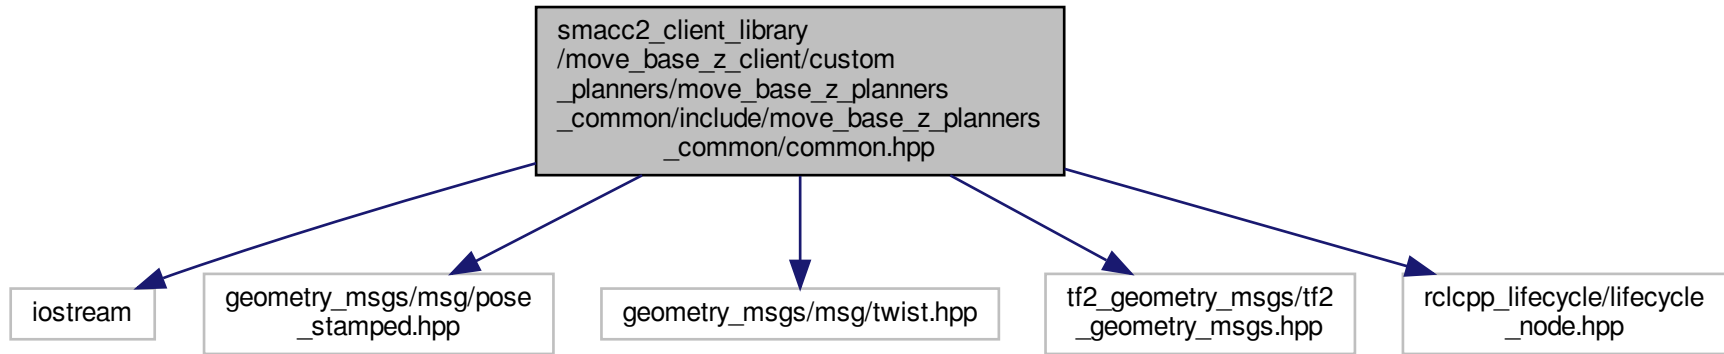 smacc2_client_library
/move_base_z_client/custom
_planners/move_base_z_planners
_common/include/move_base_z_planners
_common/common.hpp
iostream
geometry_msgs/msg/pose
_stamped.hpp
geometry_msgs/msg/twist.hpp
tf2_geometry_msgs/tf2
_geometry_msgs.hpp
rclcpp_lifecycle/lifecycle
_node.hpp